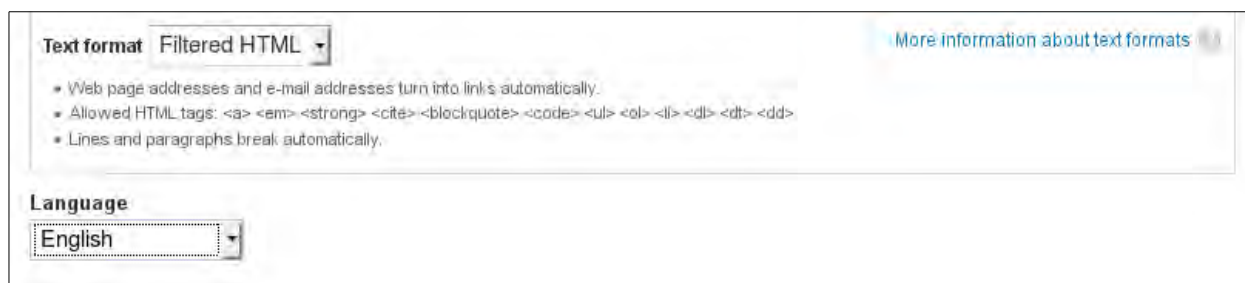 Text format Filtered HTML More information about text formats
Web page addresses and e-mail addresses turn into links automatically.
Allowed HTML tags: <a> <em> <strong> <cite> <blockquote> <code> <ul> <ol> <li> <dl> <dt> <dd>
Lines and paragraphs break automatically.
Language
English